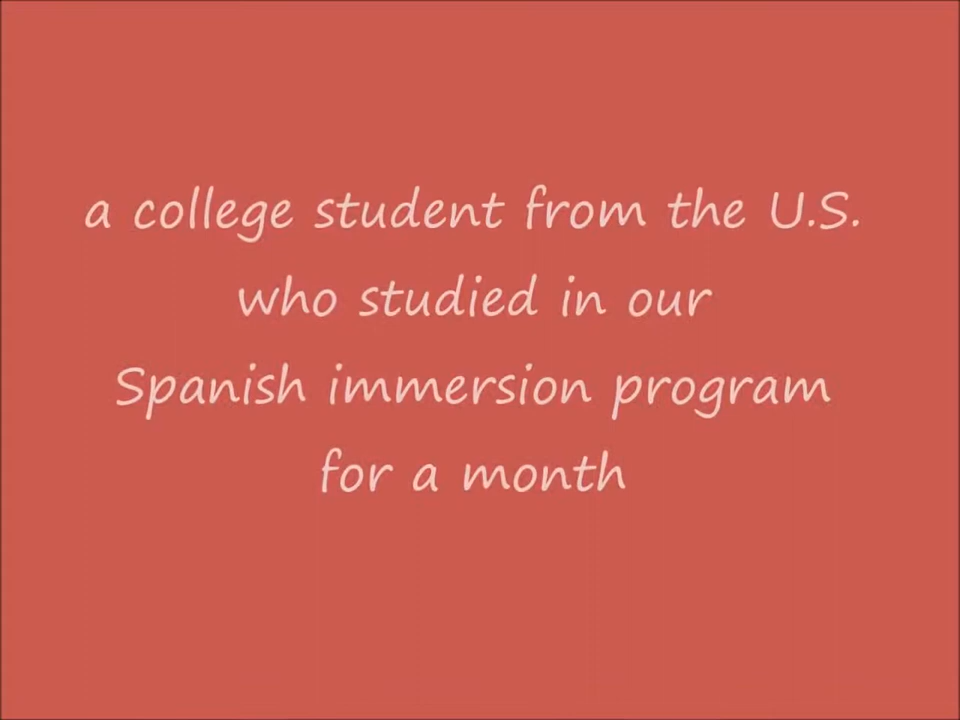 a college student from the U.S.
who studied in our
Spanish immersion program
for a month